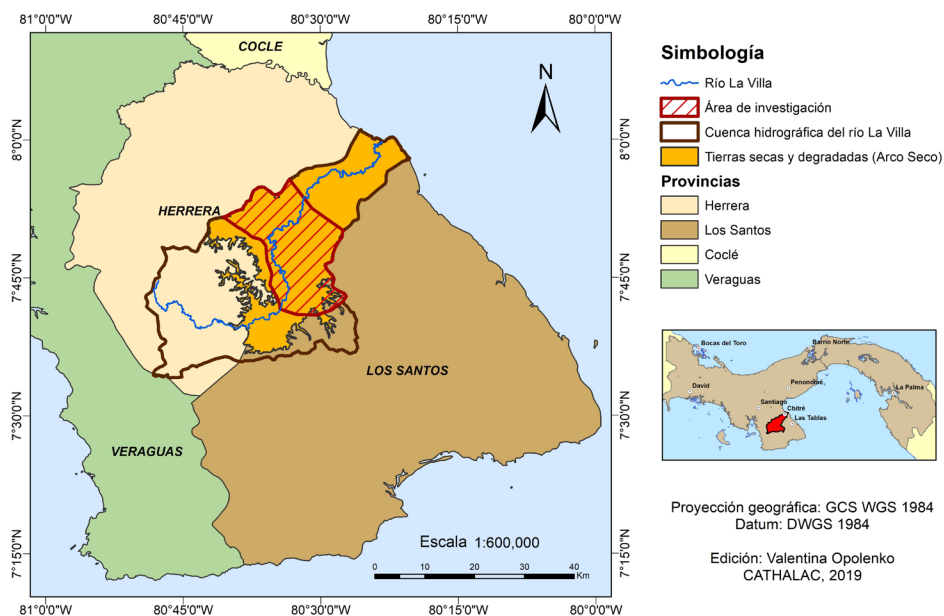 81°0'0"W 80°45'0"W 80°30'0"W 80°15'0"W 80°0'0"W
COCLE
N
8°0'0"N
8°0'0"N
HERRERA
7°45'0"N
7°45'0"N
LOS SANTOS
7°30'0"N
7°30'0"N
VERAGUAS
Escala 1:600,000
7°15'0"N
7°15'0"N
0 5 10 20 30 40
Km
81°0'0"W 80°45'0"W 80°30'0"W 80°15'0"W 80°0'0"W
Simbología
Río La Villa
Área de investigación
Cuenca hidrográfica del río La Villa
Tierras secas y degradadas (Arco Seco)
Provincias
Herrera
Los Santos
Coclé
Veraguas
Bocas del Toro
Barrio Norte
David
Penonomé
La Palma
Santiago
Chitré
Las Tablas
Proyección geográfica: GCS WGS 1984
Datum: DWGS 1984
Edición: Valentina Opolenko
CATHALAC, 2019